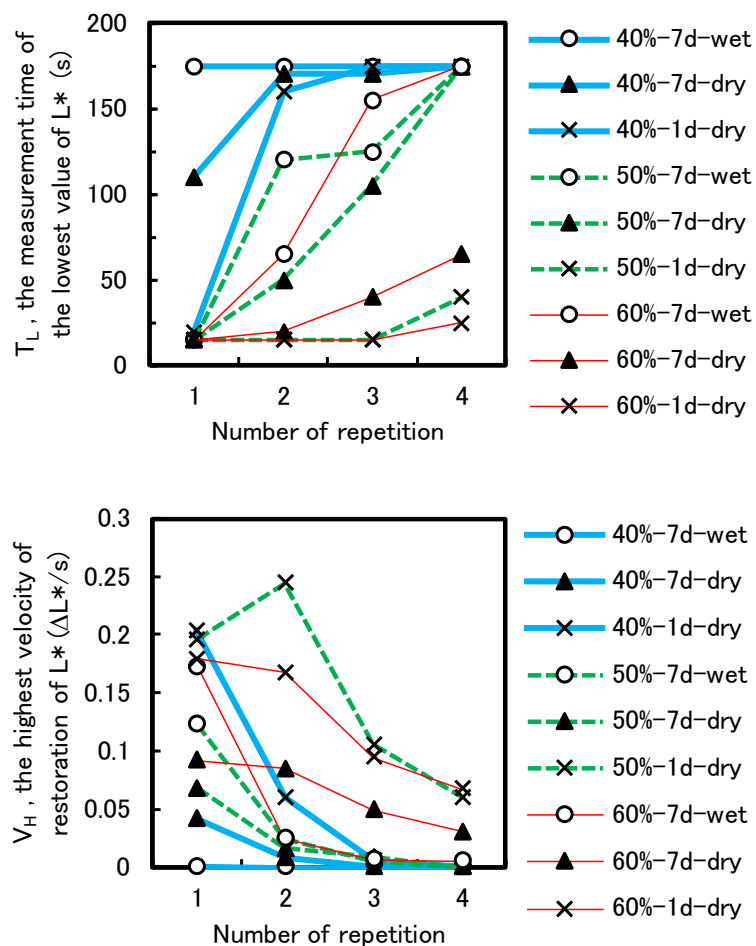 T_L , the measurement time of
the lowest value of L* (s)
200
150
100
50
0
1 2 3 4
Number of repetition
40%-7d-wet
40%-7d-dry
40%-1d-dry
50%-7d-wet
50%-7d-dry
50%-1d-dry
60%-7d-wet
60%-7d-dry
60%-1d-dry
V_H , the highest velocity of
restoration of L* (ΔL*/s)
0.3
0.25
0.2
0.15
0.1
0.05
0
1 2 3 4
Number of repetition
40%-7d-wet
40%-7d-dry
40%-1d-dry
50%-7d-wet
50%-7d-dry
50%-1d-dry
60%-7d-wet
60%-7d-dry
60%-1d-dry